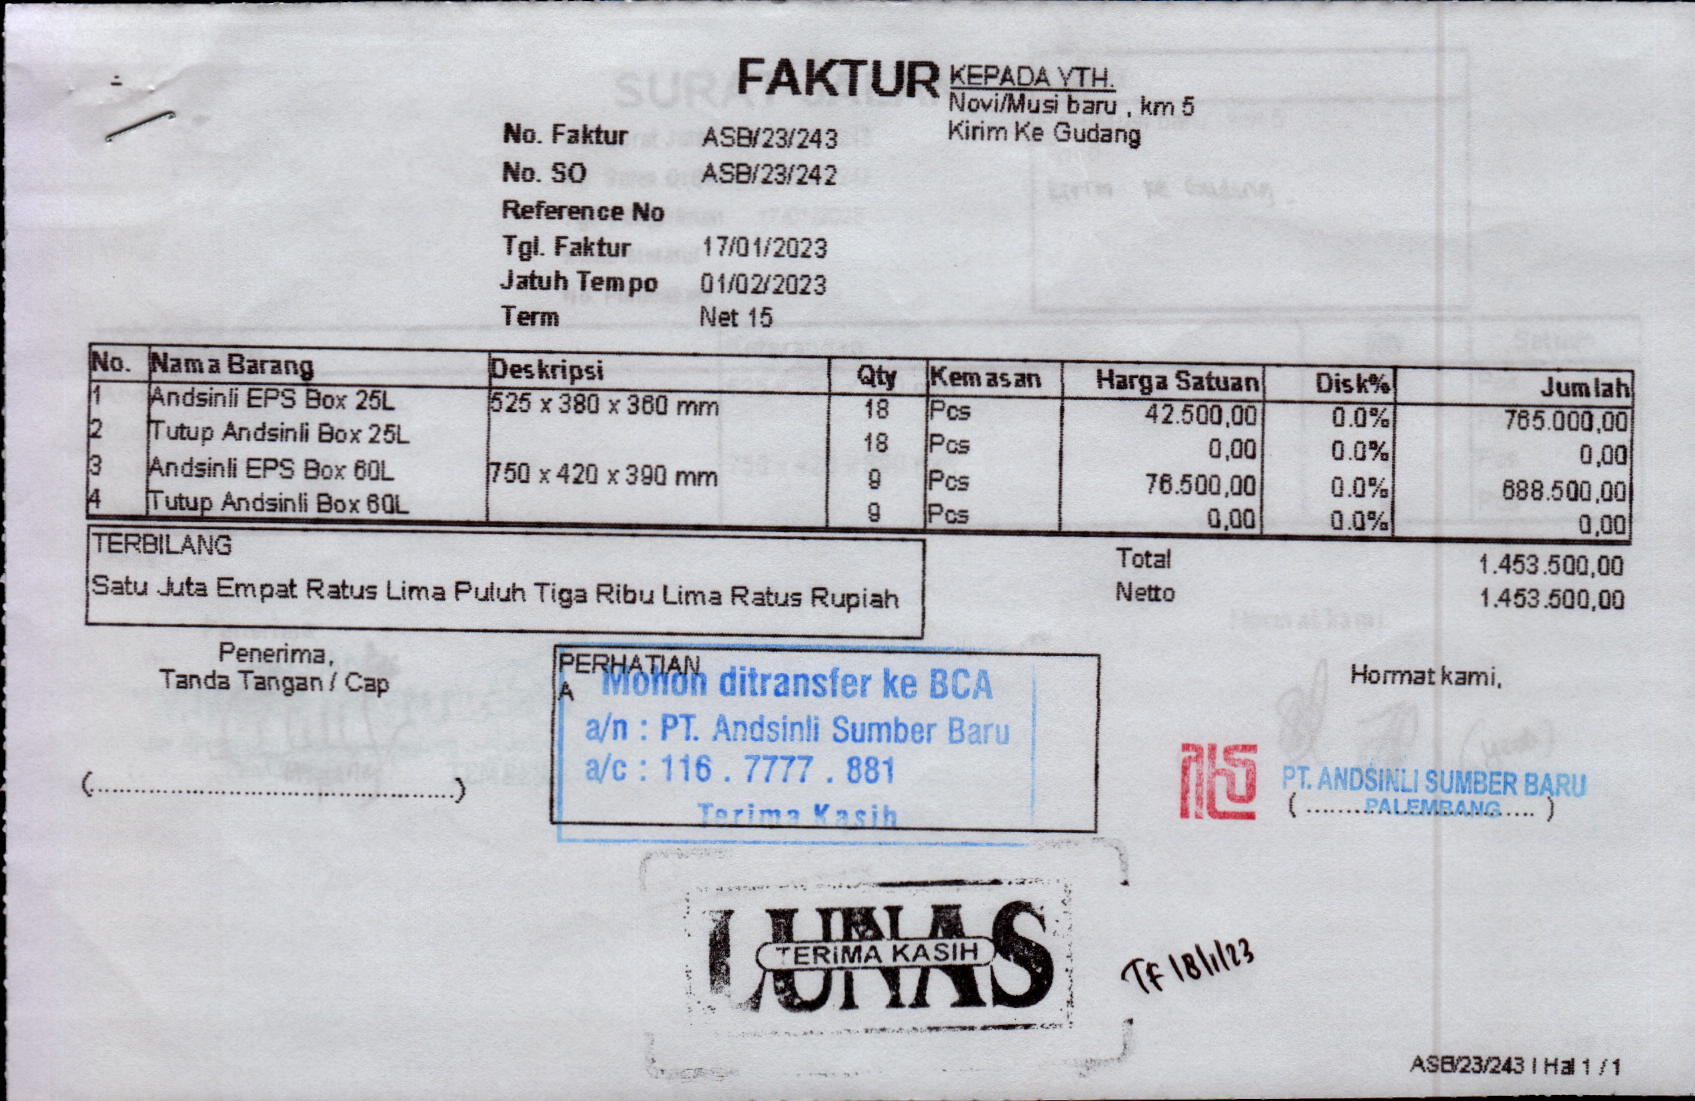 FAKTUR
KEPADA YTH.
Novi/Musi baru , km 5
Kirim Ke Gudang
No. Faktur ASB/23/243
No. SO ASB/23/242
Reference No
Tgl. Faktur 17/01/2023
Jatuh Tempo 01/02/2023
Term Net 15
No. Nama Barang Deskripsi Qty Kemasan Harga Satuan Disk% Jumlah
1 Andsinli EPS Box 25L 525 x 380 x 360 mm 18 Pcs 42.500,00 0.0% 765.000,00
2 Tutup Andsinli Box 25L 18 Pcs 0,00 0.0% 0,00
3 Andsinli EPS Box 60L 750 x 420 x 390 mm 9 Pcs 76.500,00 0.0% 688.500,00
4 Tutup Andsinli Box 60L 9 Pcs 0,00 0.0% 0,00
TERBILANG
Satu Juta Empat Ratus Lima Puluh Tiga Ribu Lima Ratus Rupiah
Total 1.453.500,00
Netto 1.453.500,00
Penerima,
Tanda Tangan / Cap
(..................................................)
PERHATIAN
A
Mohon ditransfer ke BCA
a/n : PT. Andsinli Sumber Baru
a/c : 116 . 7777 . 881
Terima Kasih
Hormat kami,
PT. ANDSINLI SUMBER BARU
PALEMBANG
LUNAS
TERIMA KASIH
TF 18/1/23
ASB/23/243 | Hal 1 / 1